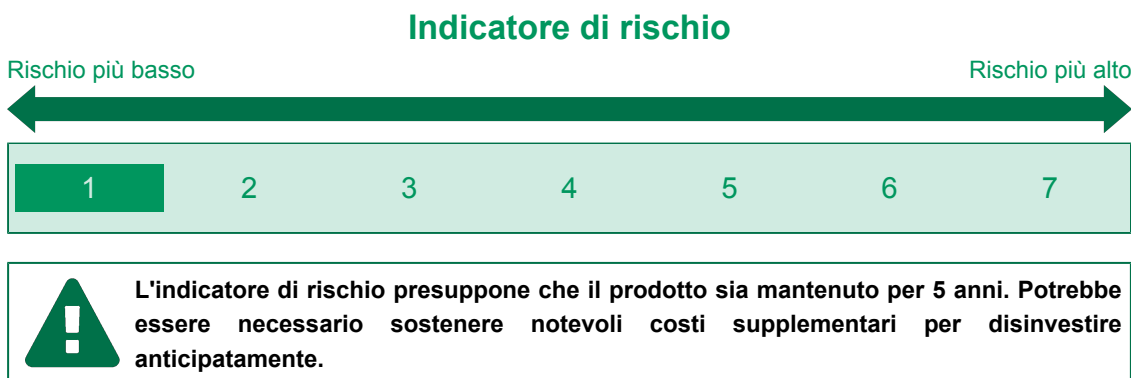 Indicatore di rischio
Rischio più basso Rischio più alto
1 2 3 4 5 6 7
L'indicatore di rischio presuppone che il prodotto sia mantenuto per 5 anni. Potrebbe
essere necessario sostenere notevoli costi supplementari per disinvestire
anticipatamente.